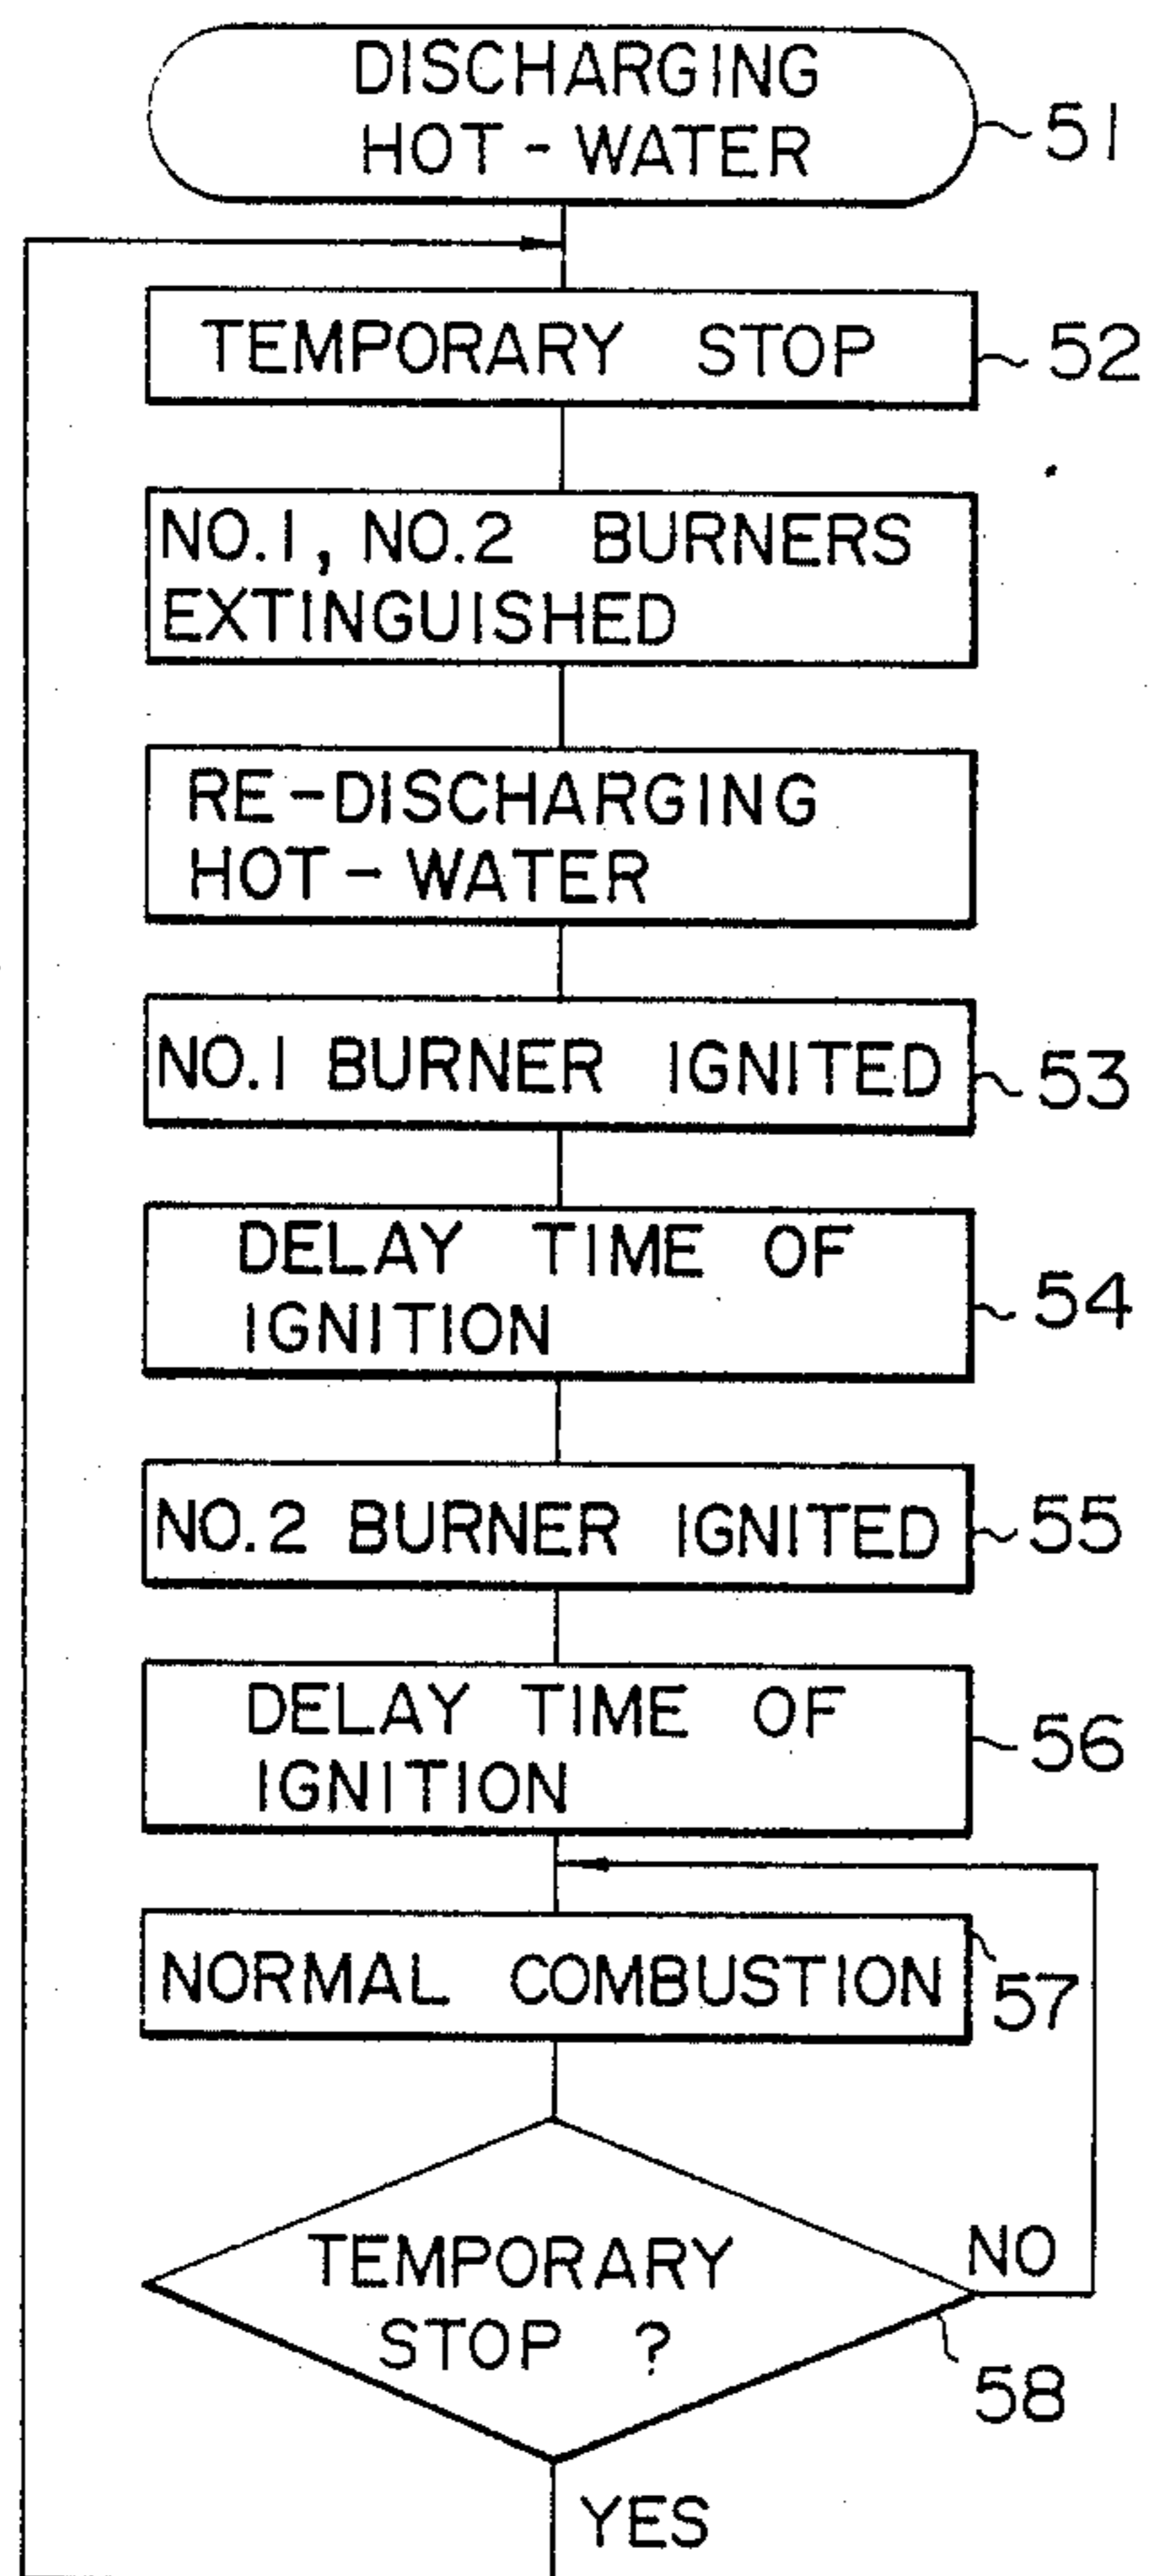 DISCHARGING
HOT-WATER
51
TEMPORARY STOP
52
NO.1, NO.2 BURNERS
EXTINGUISHED
RE-DISCHARGING
HOT-WATER
NO.1 BURNER IGNITED
53
DELAY TIME OF
IGNITION
54
NO.2 BURNER IGNITED
55
DELAY TIME OF
IGNITION
56
NORMAL COMBUSTION
57
TEMPORARY
STOP ?
NO
58
YES